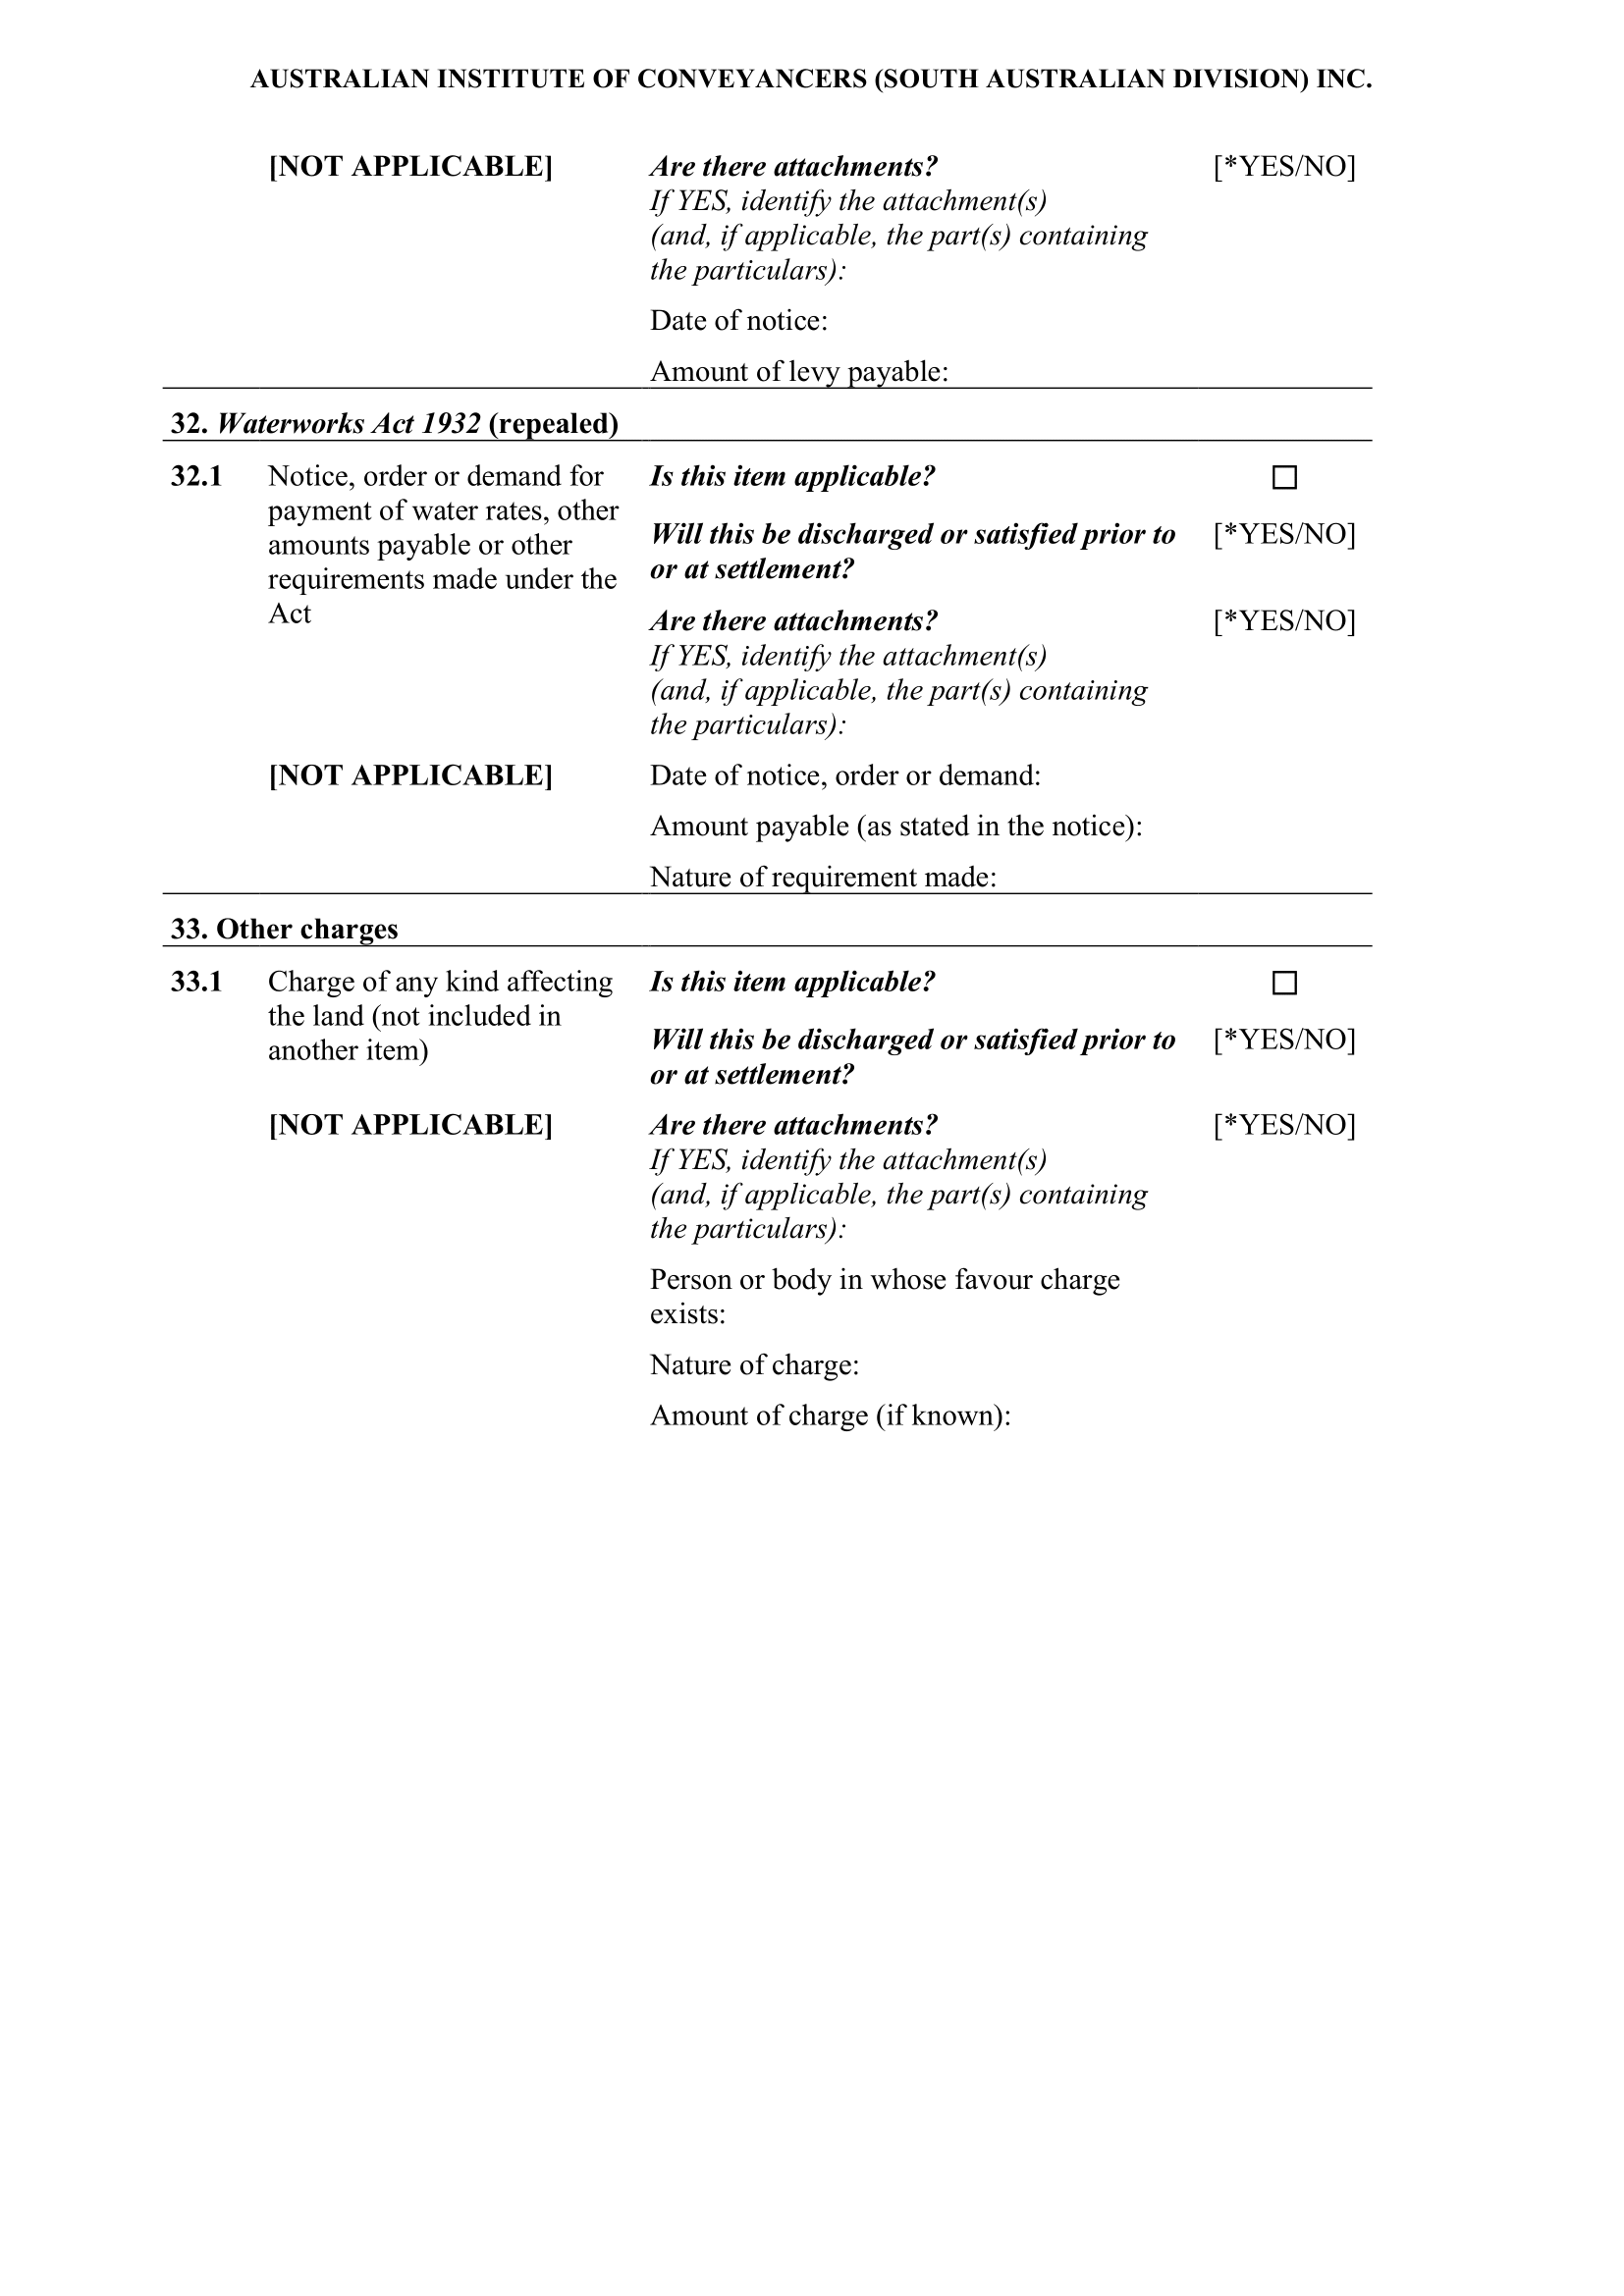 AUSTRALIAN INSTITUTE OF CONVEYANCERS (SOUTH AUSTRALIAN DIVISION) INC.
[NOT APPLICABLE] Are there attachments? [*YES/NO]
If YES, identify the attachment(s)
(and, if applicable, the part(s) containing
the particulars):
Date of notice:
Amount of levy payable:
32. Waterworks Act 1932 (repealed)
32.1 Notice, order or demand for Is this item applicable? ☐
payment of water rates, other
amounts payable or other Will this be discharged or satisfied prior to [*YES/NO]
requirements made under the or at settlement?
Act Are there attachments? [*YES/NO]
If YES, identify the attachment(s)
(and, if applicable, the part(s) containing
the particulars):
[NOT APPLICABLE] Date of notice, order or demand:
Amount payable (as stated in the notice):
Nature of requirement made:
33. Other charges
33.1 Charge of any kind affecting Is this item applicable? ☐
the land (not included in
another item) Will this be discharged or satisfied prior to [*YES/NO]
or at settlement?
[NOT APPLICABLE] Are there attachments? [*YES/NO]
If YES, identify the attachment(s)
(and, if applicable, the part(s) containing
the particulars):
Person or body in whose favour charge
exists:
Nature of charge:
Amount of charge (if known):